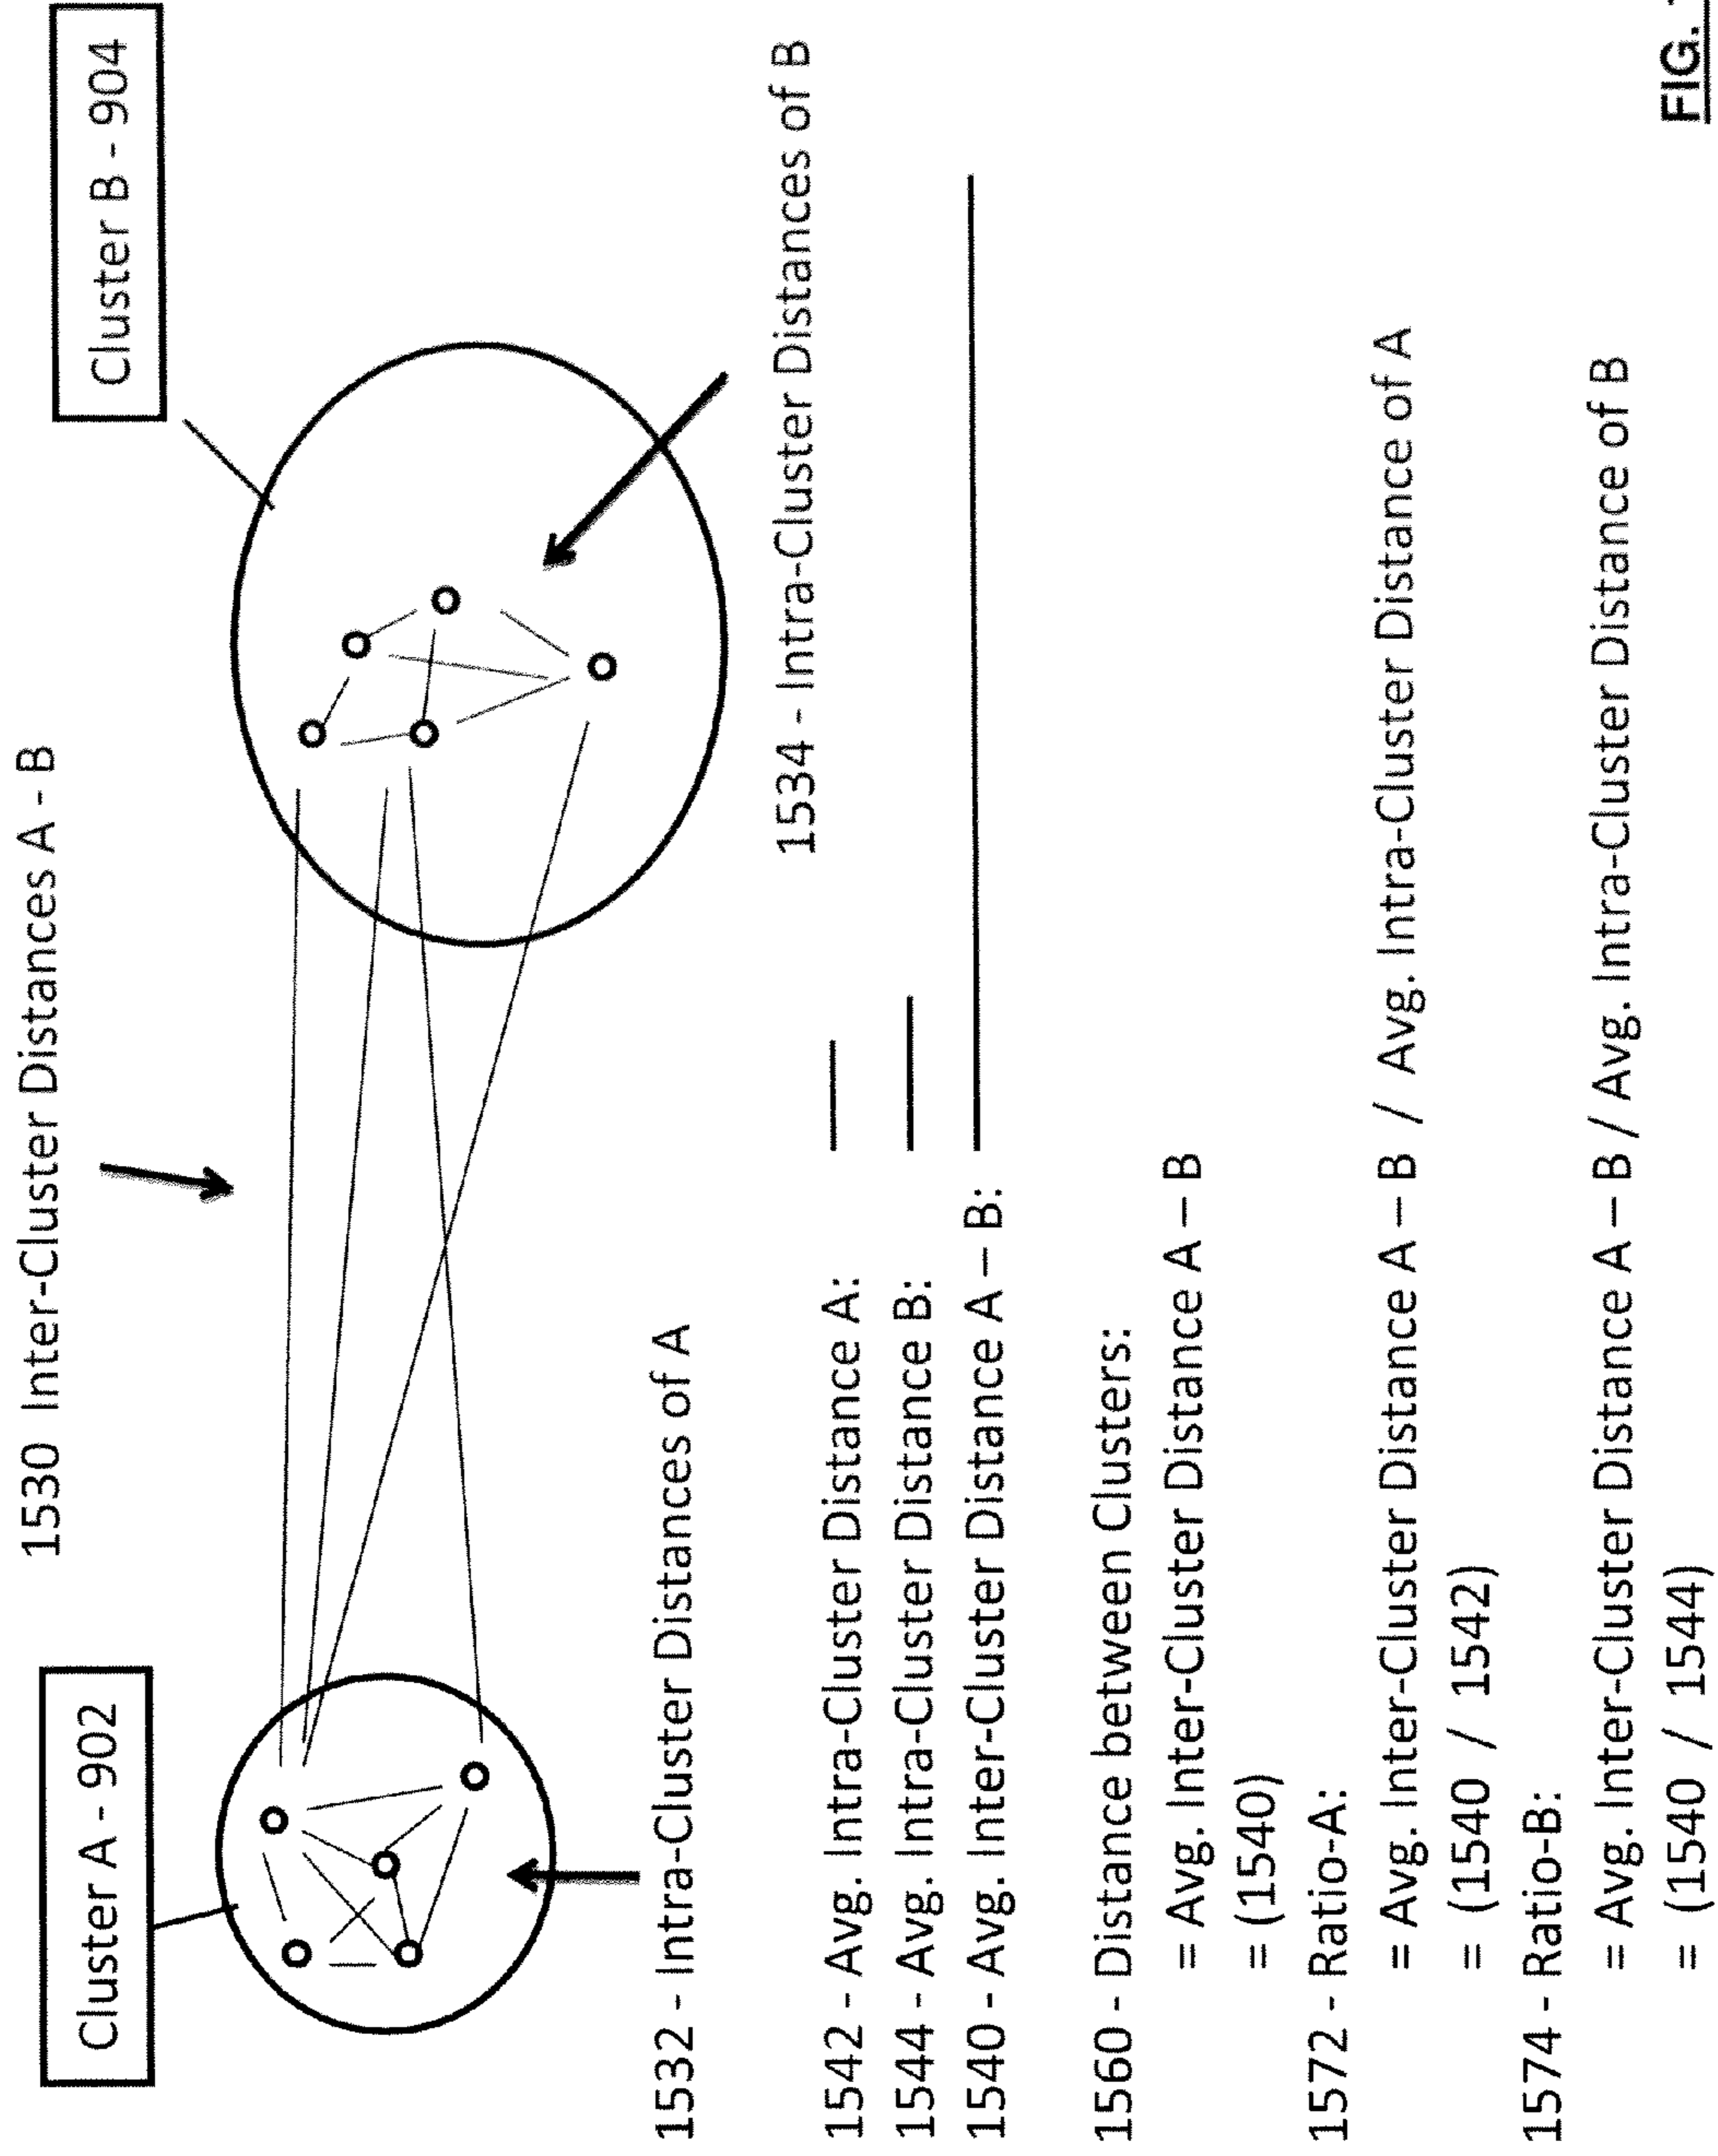 1530 Inter-Cluster Distances A - B
Cluster A - 902
Cluster B - 904
1532 - Intra-Cluster Distances of A
1534 - Intra-Cluster Distances of B
1542 - Avg. Intra-Cluster Distance A:
1544 - Avg. Intra-Cluster Distance B:
1540 - Avg. Inter-Cluster Distance A – B:
1560 - Distance between Clusters:
= Avg. Inter-Cluster Distance A – B
= (1540)
1572 - Ratio-A:
= Avg. Inter-Cluster Distance A – B / Avg. Intra-Cluster Distance of A
= (1540 / 1542)
1574 - Ratio-B:
= Avg. Inter-Cluster Distance A – B / Avg. Intra-Cluster Distance of B
= (1540 / 1544)
FIG.